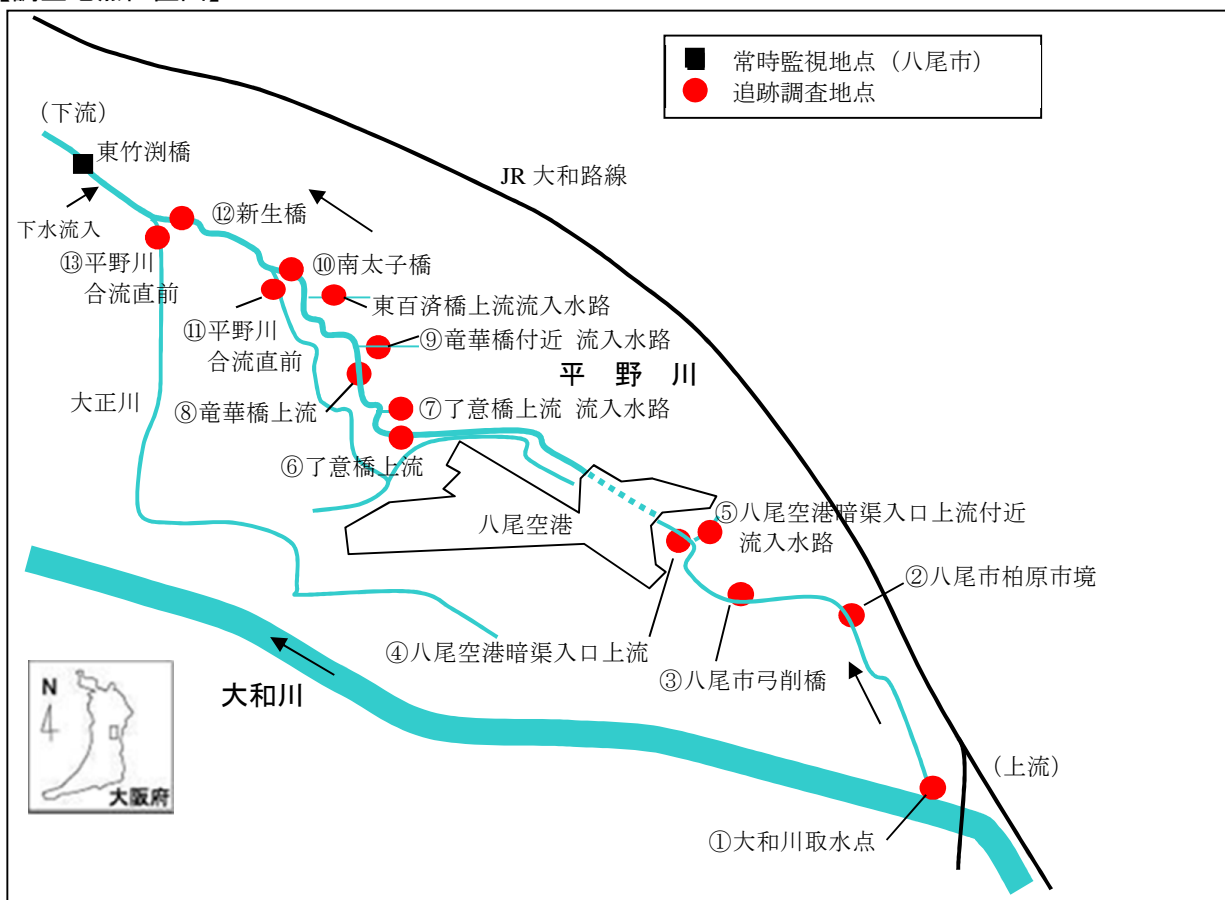 ■ 常時監視地点（八尾市）
● 追跡調査地点
（下流）
東竹渕橋
JR 大和路線
下水流入
⑫新生橋
⑬平野川
合流直前
⑩南太子橋
東百済橋上流流入水路
⑪平野川
合流直前
⑨竜華橋付近 流入水路
平 野 川
大正川
⑧竜華橋上流
⑦了意橋上流 流入水路
⑥了意橋上流
八尾空港
⑤八尾空港暗渠入口上流付近
流入水路
②八尾市柏原市境
④八尾空港暗渠入口上流
③八尾市弓削橋
大和川
N
大阪府
（上流）
①大和川取水点